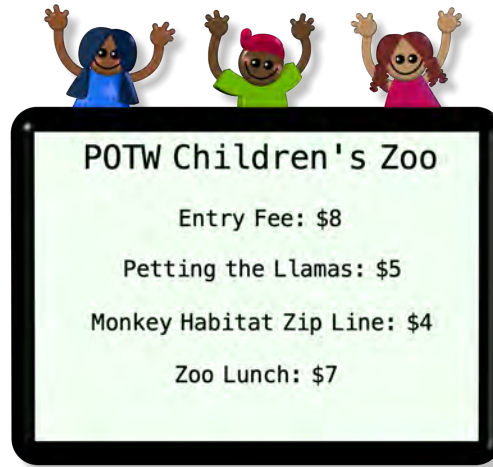 POTW Children's Zoo
Entry Fee: $8
Petting the Llamas: $5
Monkey Habitat Zip Line: $4
Zoo Lunch: $7